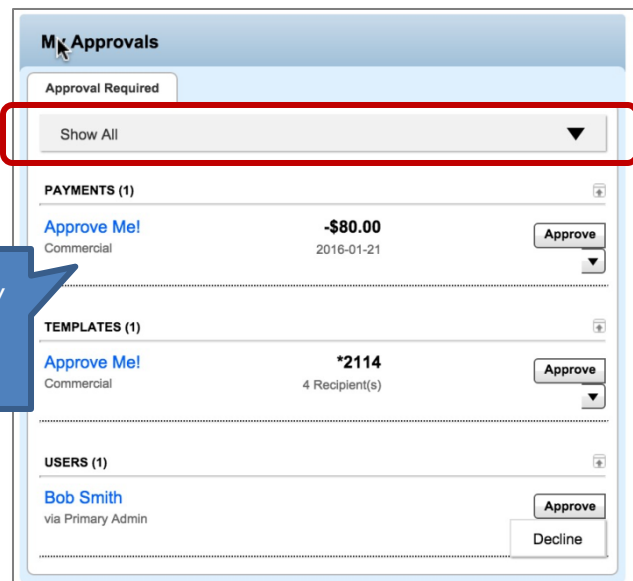 My Approvals
Approval Required
Show All
PAYMENTS (1)
Approve Me! -$80.00 Approve
Commercial 2016-01-21
TEMPLATES (1)
Approve Me! *2114 Approve
Commercial 4 Recipient(s)
USERS (1)
Bob Smith Approve
via Primary Admin
Decline